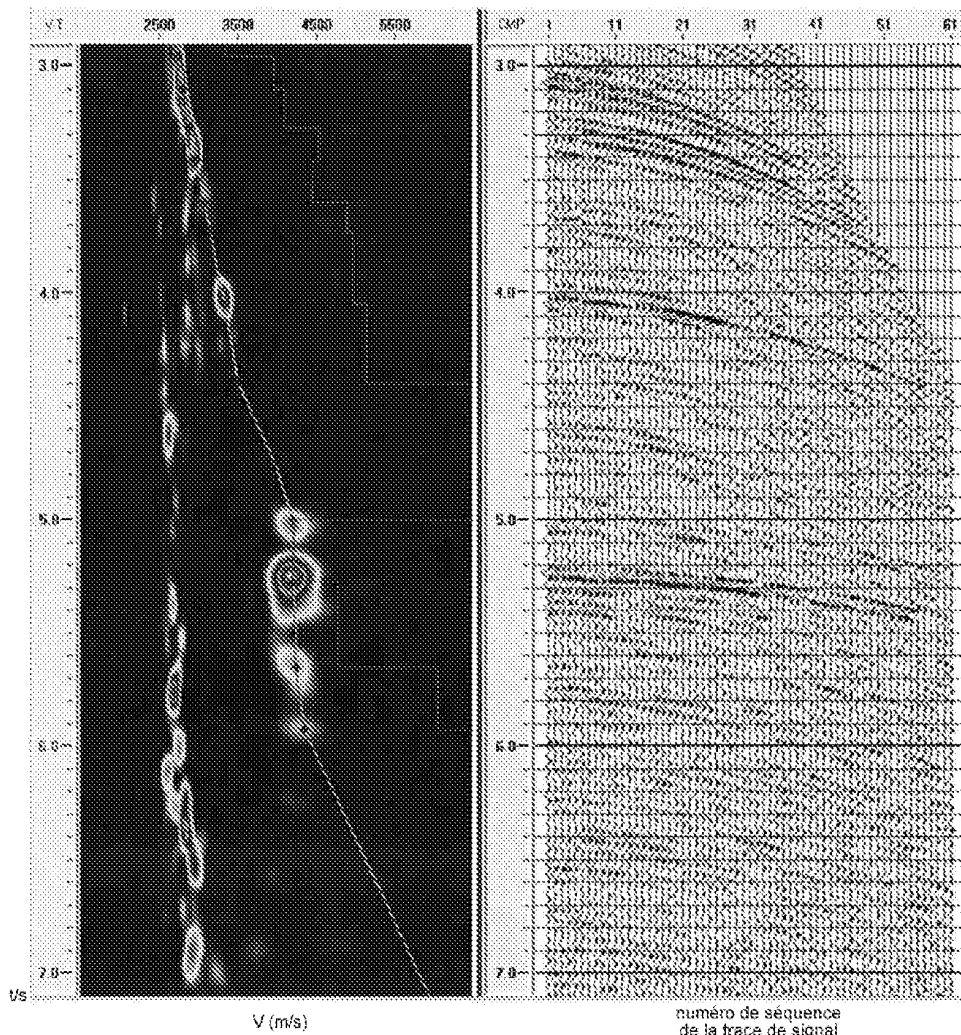 V T 2500 3500 4500 5500
CMP 1 11 21 31 41 51 61
3.0 3.0
4.0 4.0
5.0 5.0
6.0 6.0
7.0 7.0
t/s
V (m/s)
numéro de séquence
de la trace de signal